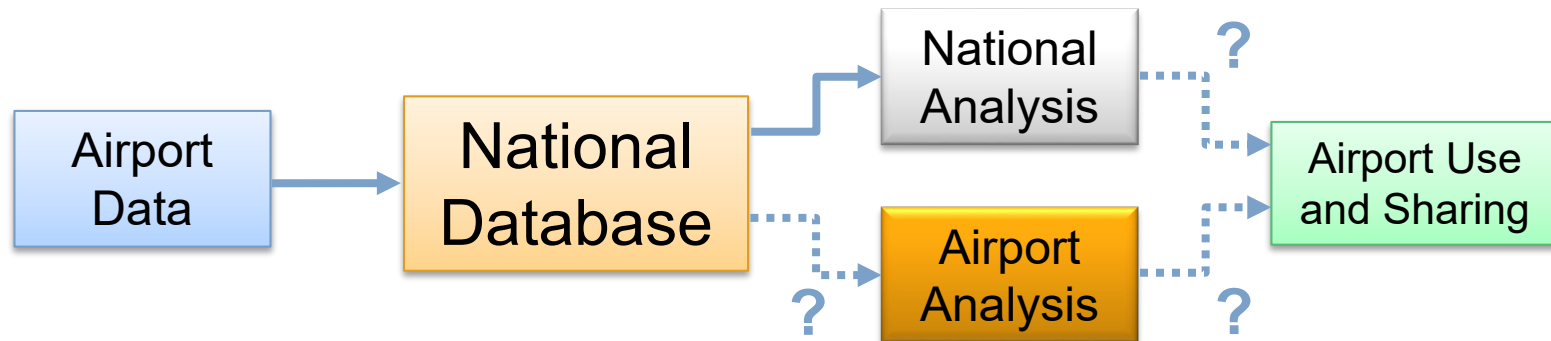 Airport
Data
National
Database
National
Analysis
?
?
Airport
Analysis
?
Airport Use
and Sharing